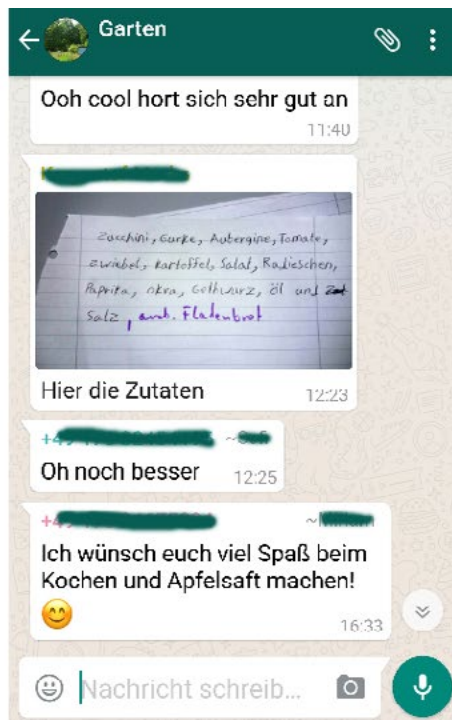 Garten
Ooh cool hort sich sehr gut an
11:40
Zucchini, Gurke, Aubergine, Tomate,
zwiebel, Kartoffel, Salat, Radieschen,
Paprika, okra, Gelbwurz, öl und
Salz, arab. Fladenbrot
Hier die Zutaten
12:23
Oh noch besser
12:25
Ich wünsch euch viel Spaß beim
Kochen und Apfelsaft machen!
😊
16:33
Nachricht schreib...